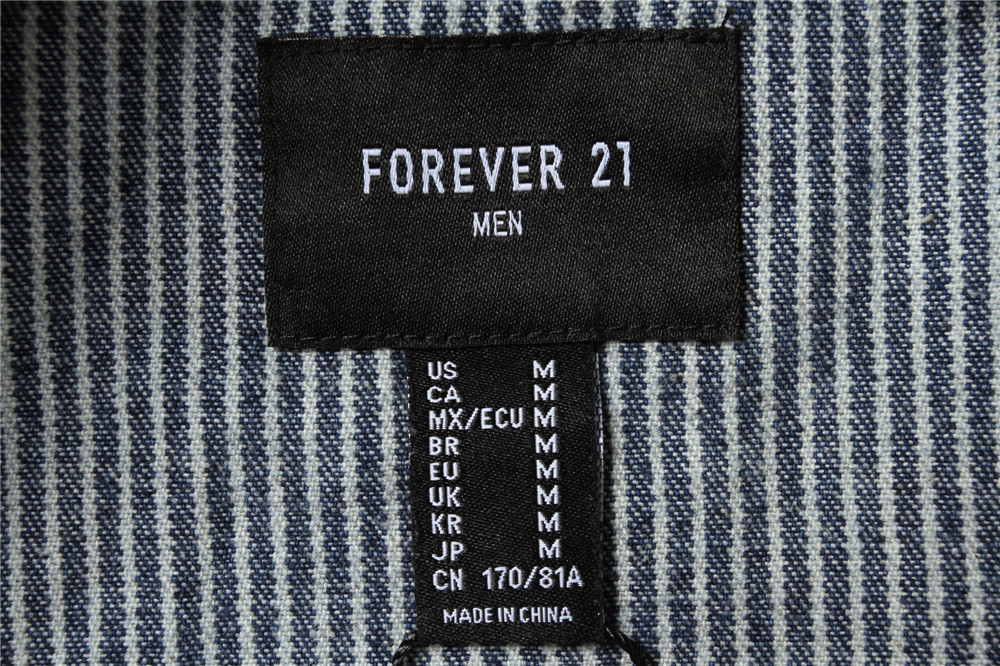 FOREVER 21
MEN
US M
CA M
MX/ECU M
BR M
EU M
UK M
KR M
JP M
CN 170/81A
MADE IN CHINA